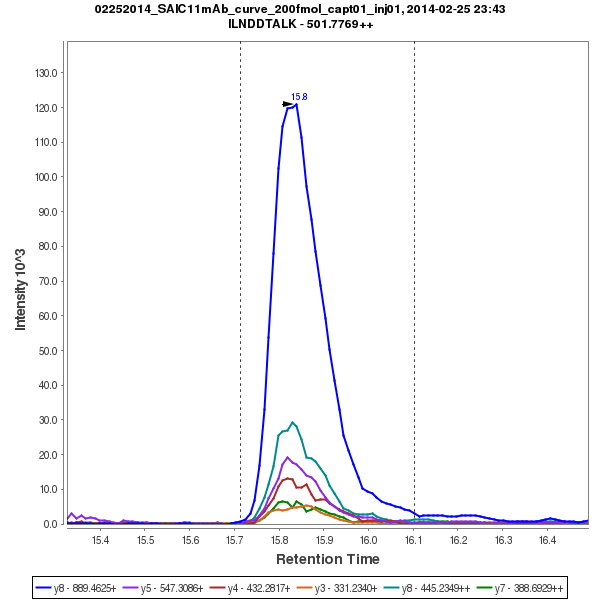 02252014_SAIC11mAb_curve_200fmol_capt01_inj01, 2014-02-25 23:43
ILNDDTALK - 501.7769++
130.0
120.0
110.0
100.0
90.0
80.0
70.0
60.0
50.0
40.0
30.0
20.0
10.0
0.0
Intensity 10^3
15.8
15.4
15.5
15.6
15.7
15.8
15.9
16.0
16.1
16.2
16.3
16.4
Retention Time
y8 - 889.4625+
y5 - 547.3086+
y4 - 432.2817+
y3 - 331.2340+
y8 - 445.2349++
y7 - 388.6929++